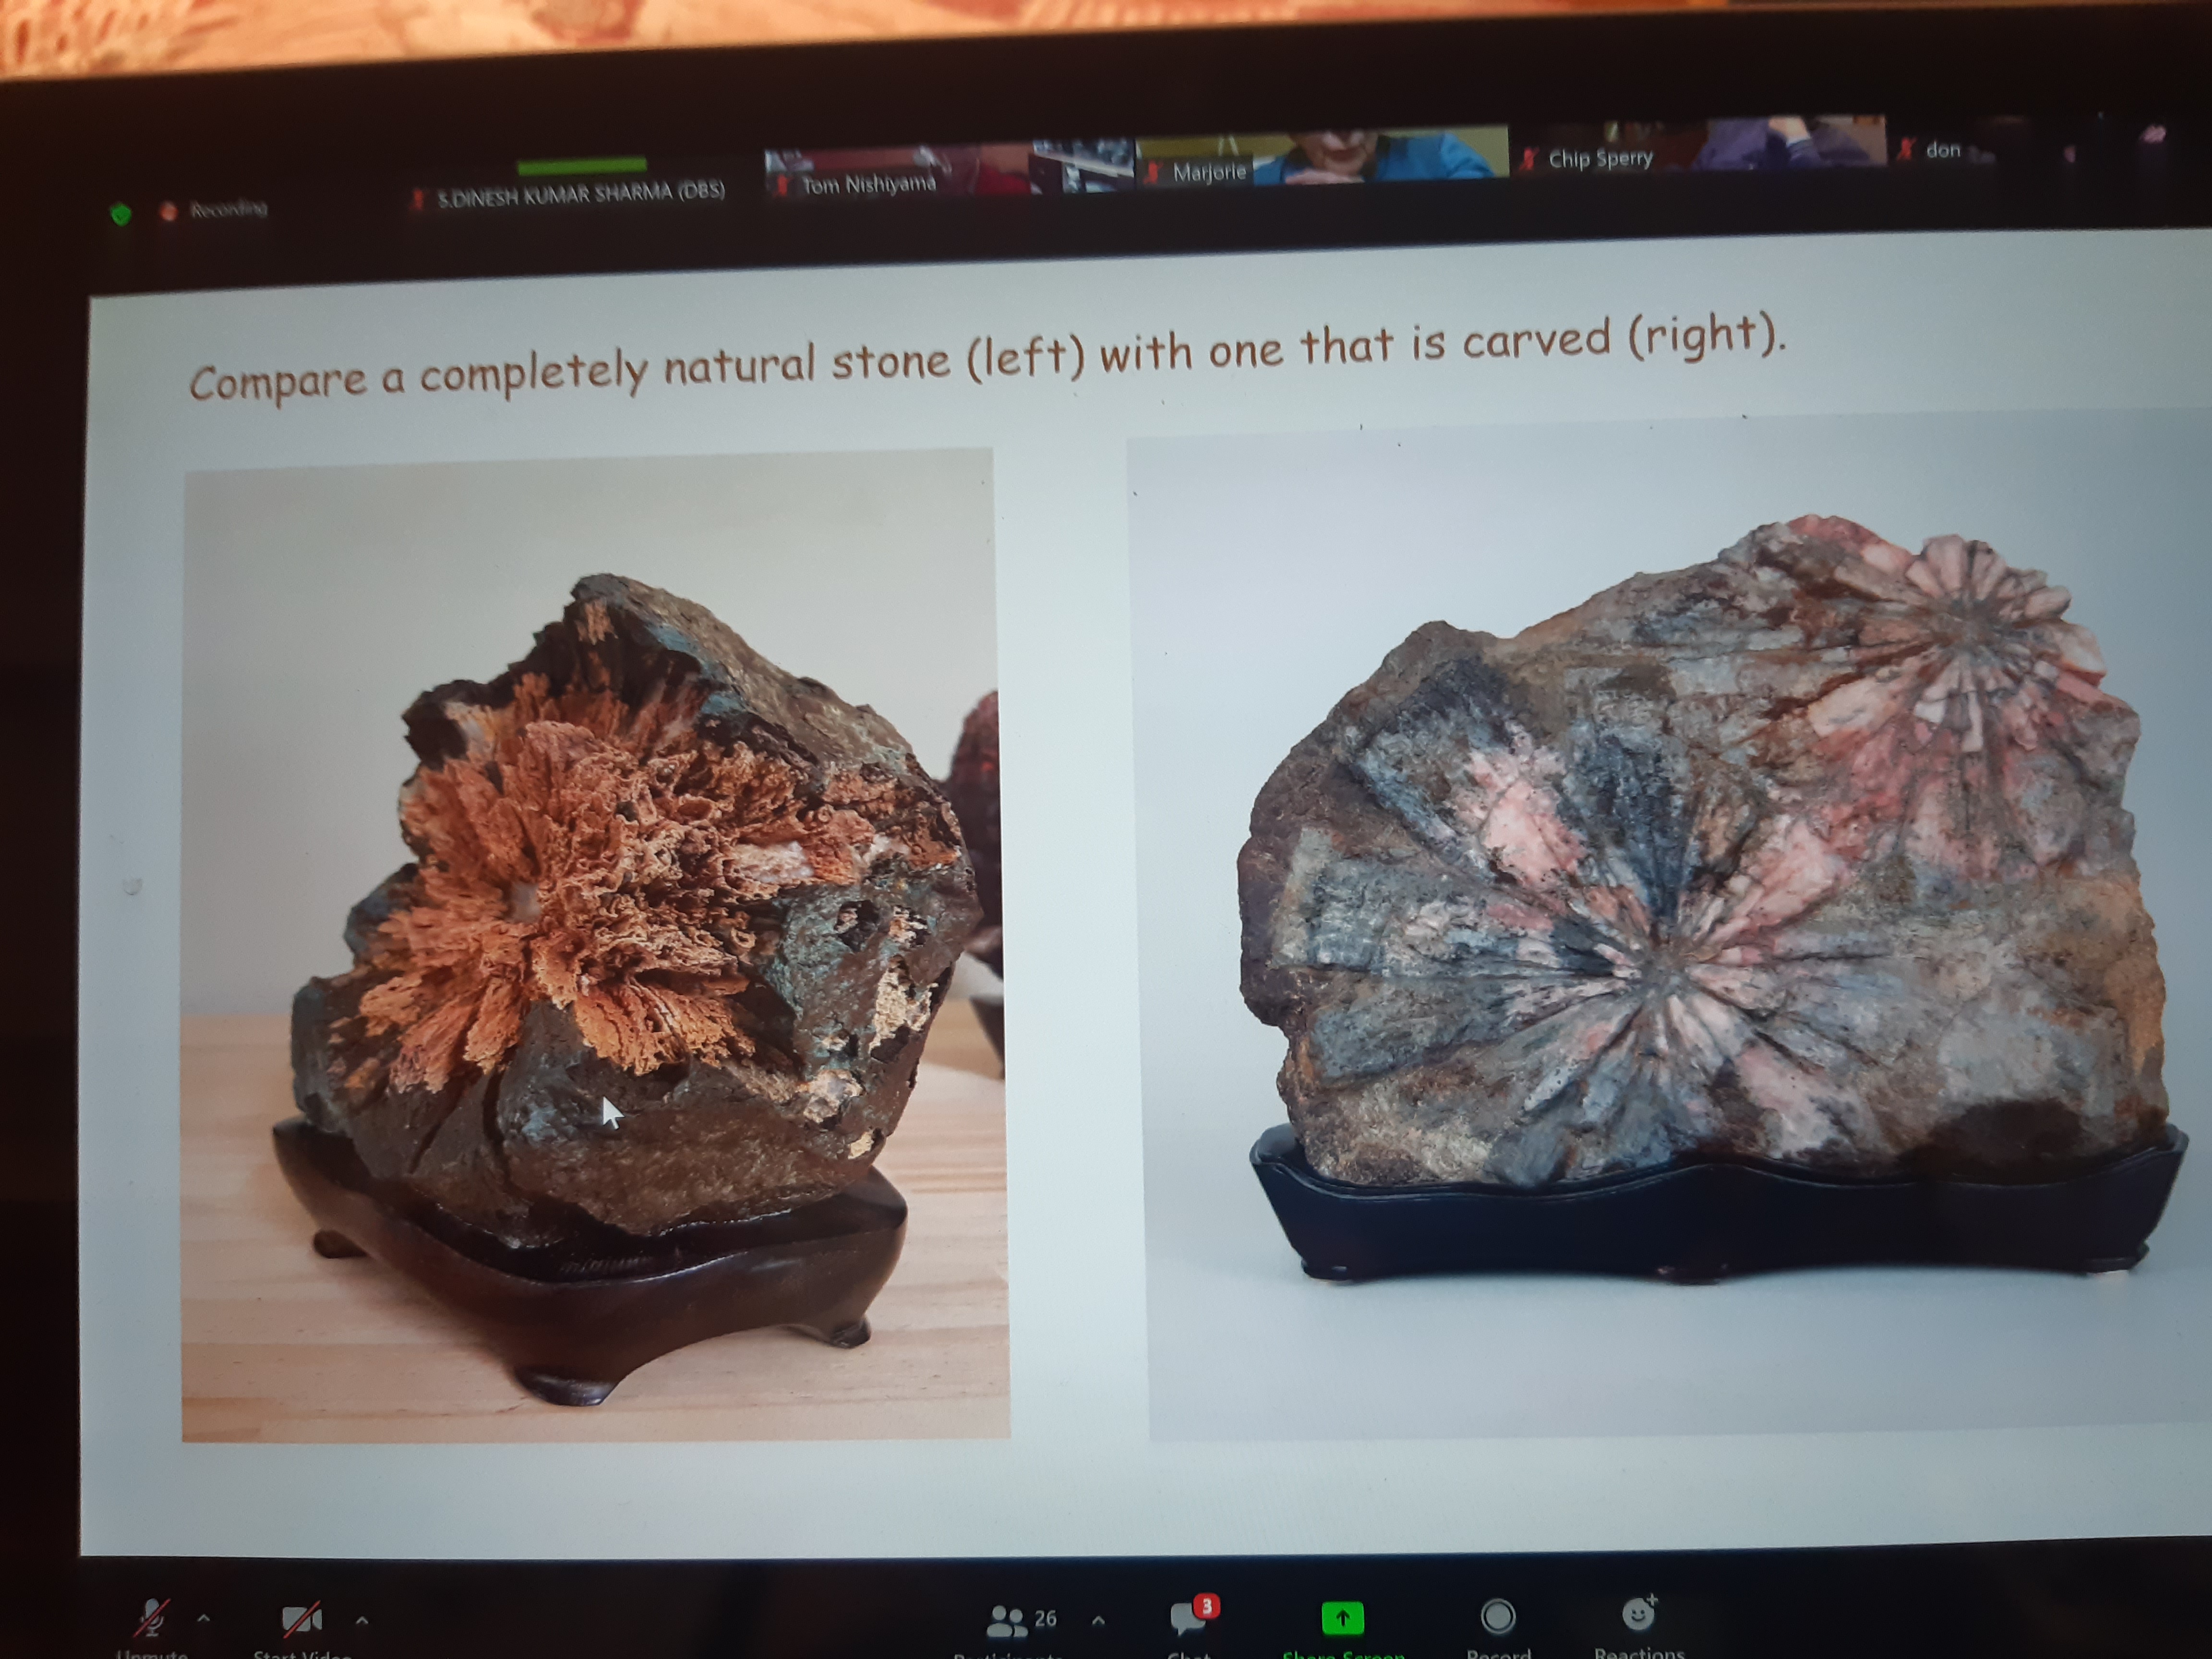 Recording
S.DINESH KUMAR SHARMA (DBS)
Tom Nishiyama
Marjorie
Chip Sperry
don
Compare a completely natural stone (left) with one that is carved (right).
26
3
Unmute
Start Video
Participants
Chat
Share Screen
Record
Reactions